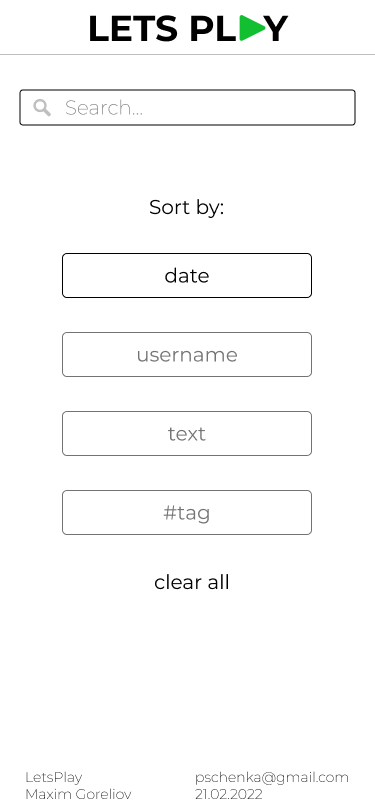 LETS PLAY
Search...
Sort by:
date
username
text
#tag
clear all
LetsPlay
Maxim Goreliov
pschenka@gmail.com
21.02.2022